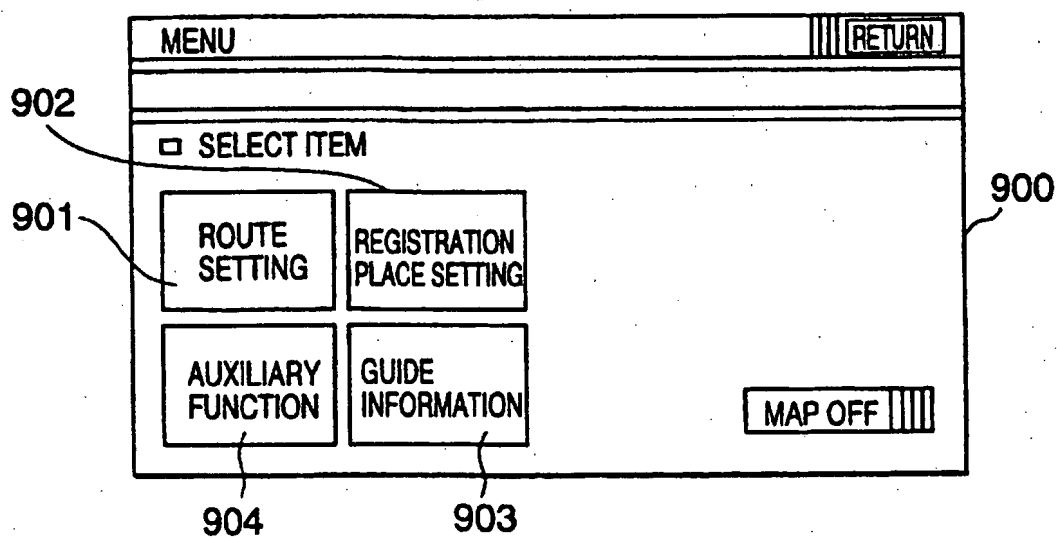 MENU
RETURN
902
SELECT ITEM
900
901
ROUTE
SETTING
REGISTRATION
PLACE SETTING
AUXILIARY
FUNCTION
GUIDE
INFORMATION
MAP OFF
904
903